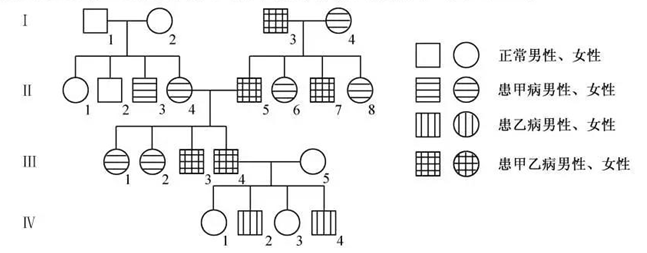 I
1 2 3 4
正常男性、女性
II
1 2 3 4 5 6 7 8
患甲病男性、女性
患乙病男性、女性
III
1 2 3 4 5
患甲乙病男性、女性
IV
1 2 3 4